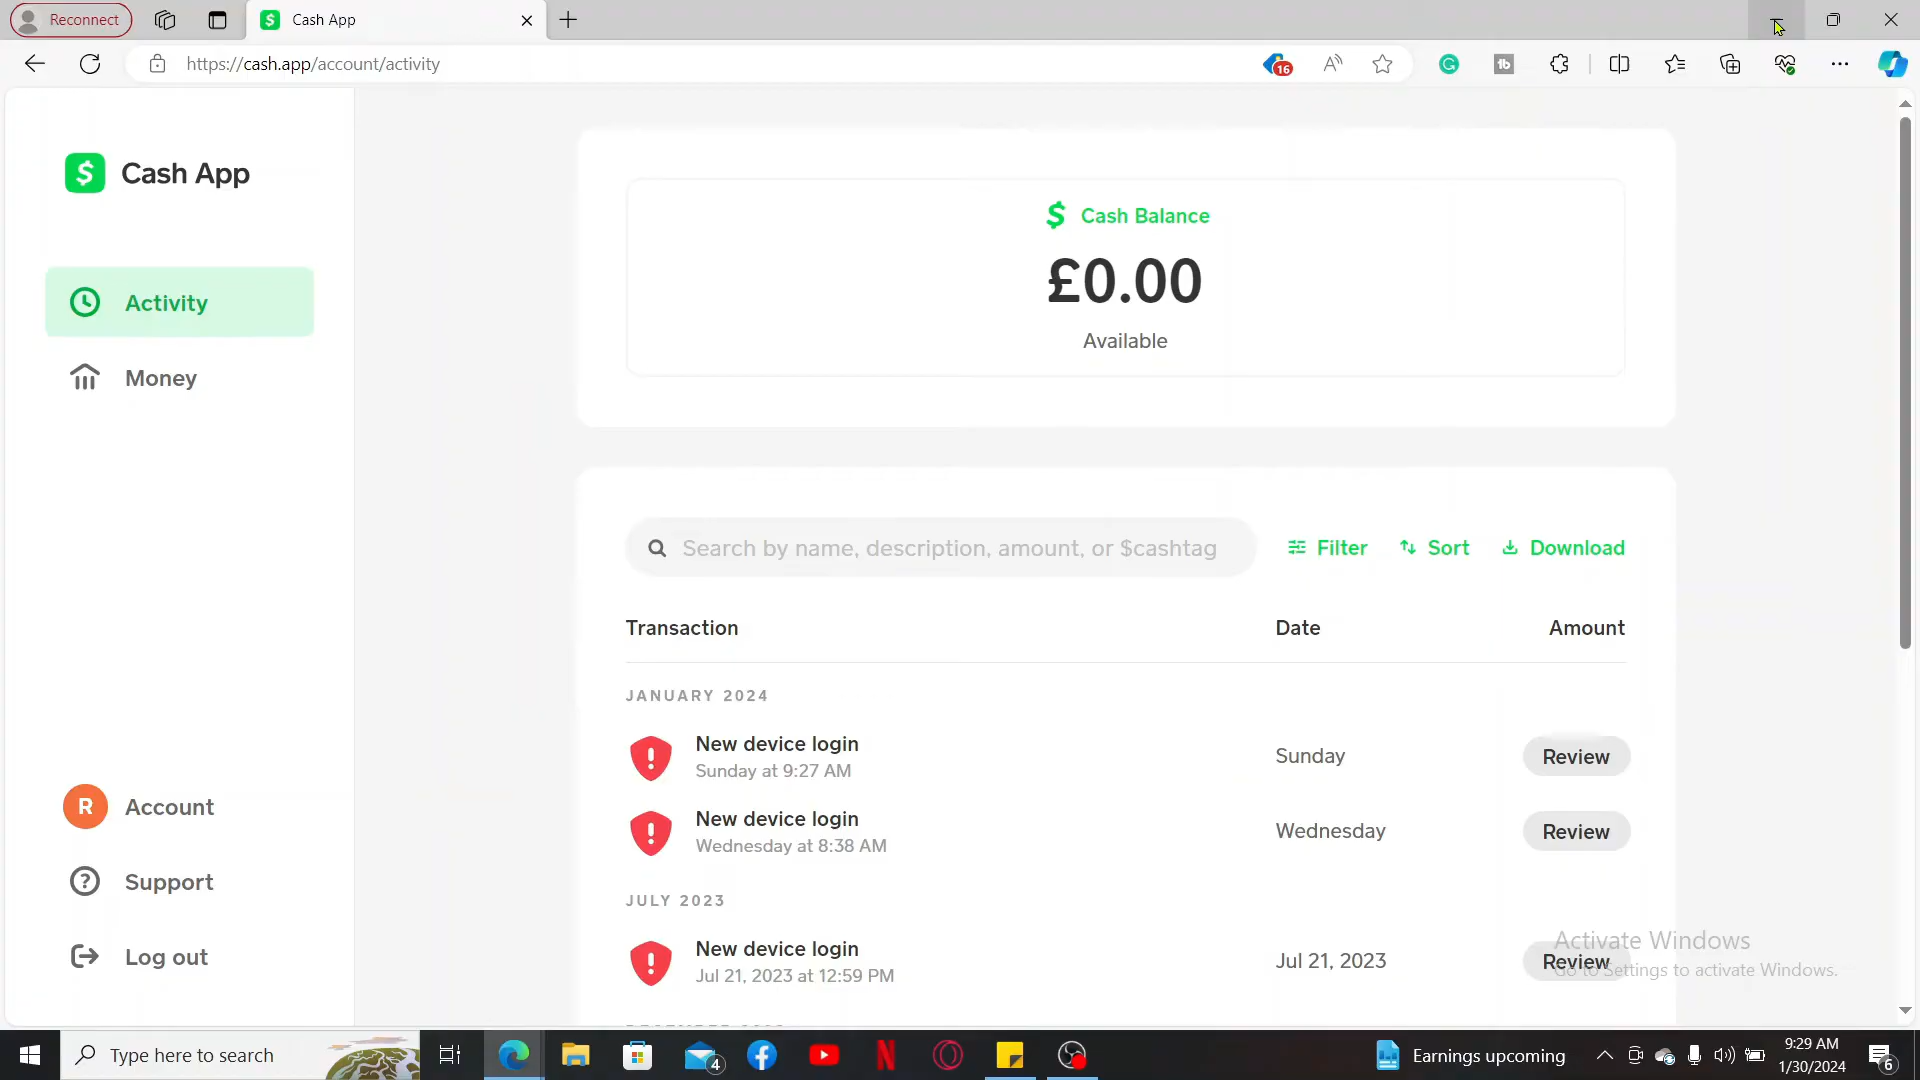 Reconnect
Cash App
https://cash.app/account/activity
16
Cash App
Activity
Money
Account
Support
Log out
R
$ Cash Balance
£0.00
Available
Search by name, description, amount, or $cashtag
Filter
Sort
Download
Transaction Date Amount
JANUARY 2024
New device login
Sunday at 9:27 AM
Sunday
Review
New device login
Wednesday at 8:38 AM
Wednesday
Review
JULY 2023
New device login
Jul 21, 2023 at 12:59 PM
Jul 21, 2023
Review
Activate Windows
Go to Settings to activate Windows.
Type here to search
4
Earnings upcoming
9:29 AM
1/30/2024
6